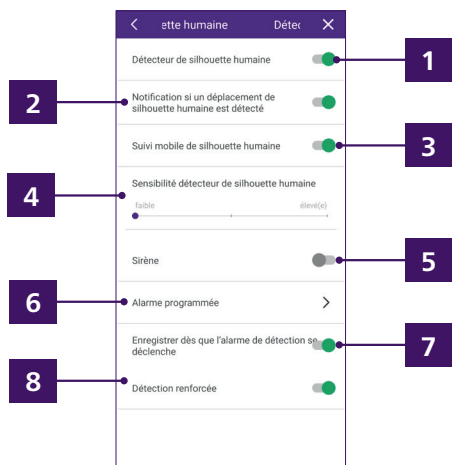 ette humaine Détec
Détecteur de silhouette humaine
1
2
Notification si un déplacement de
silhouette humaine est détecté
Suivi mobile de silhouette humaine
3
4
Sensibilité détecteur de silhouette humaine
faible élevé(e)
Sirène
5
6
Alarme programmée
Enregistrer dès que l'alarme de détection se
déclenche
7
8
Détection renforcée